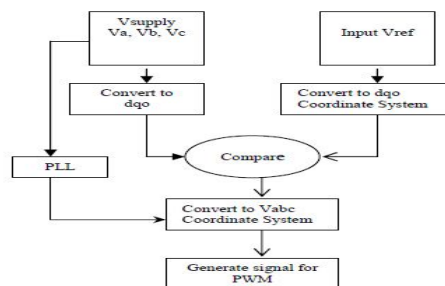 Vsupply
Va, Vb, Vc
Input Vref
Convert to
dqo
Convert to dqo
Coordinate System
Compare
PLL
Convert to Vabc
Coordinate System
Generate signal for
PWM